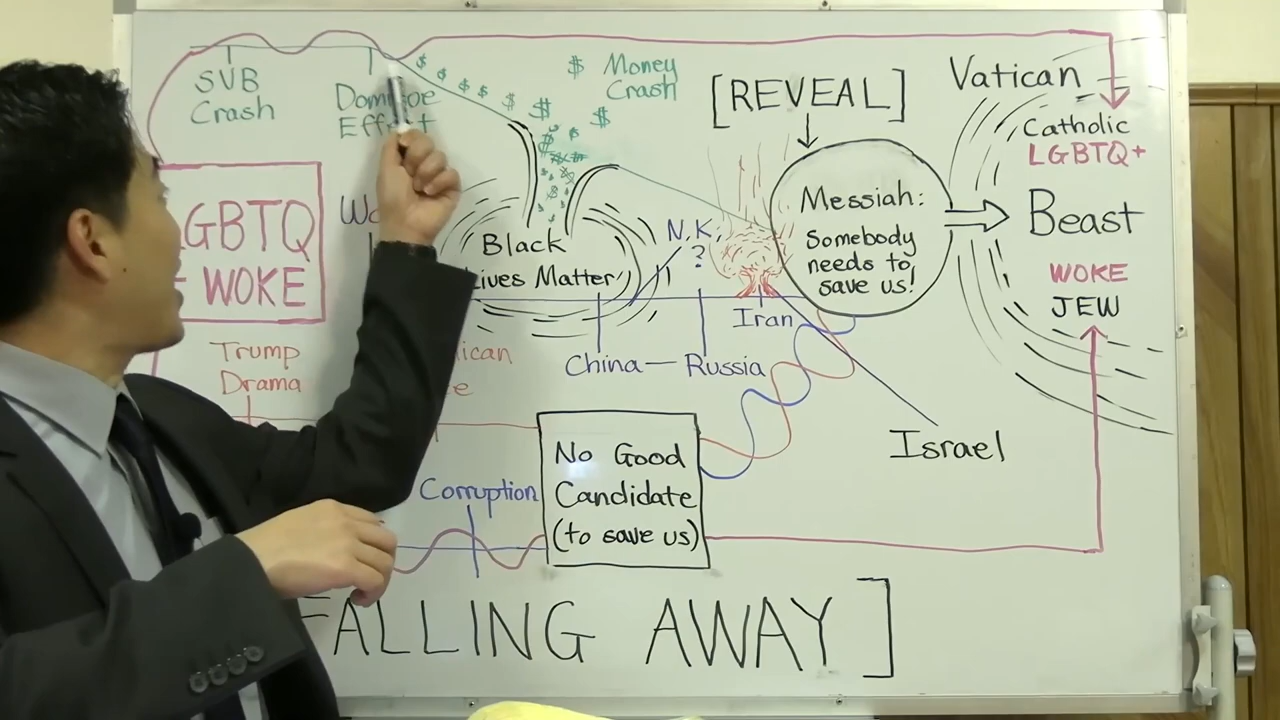 SVB
Crash
Effect
$ Money
Crash
[REVEAL]
Vatican
Catholic
LGBTQ+
Beast
WOKE
JEW
Messiah:
Somebody
needs to
save us!
GBTQ
= WOKE
Black
Lives Matter
N.K.
?
Iran
China — Russia
Trump
Drama
Israel
No Good
Candidate
(to save us)
Corruption
FALLING AWAY]